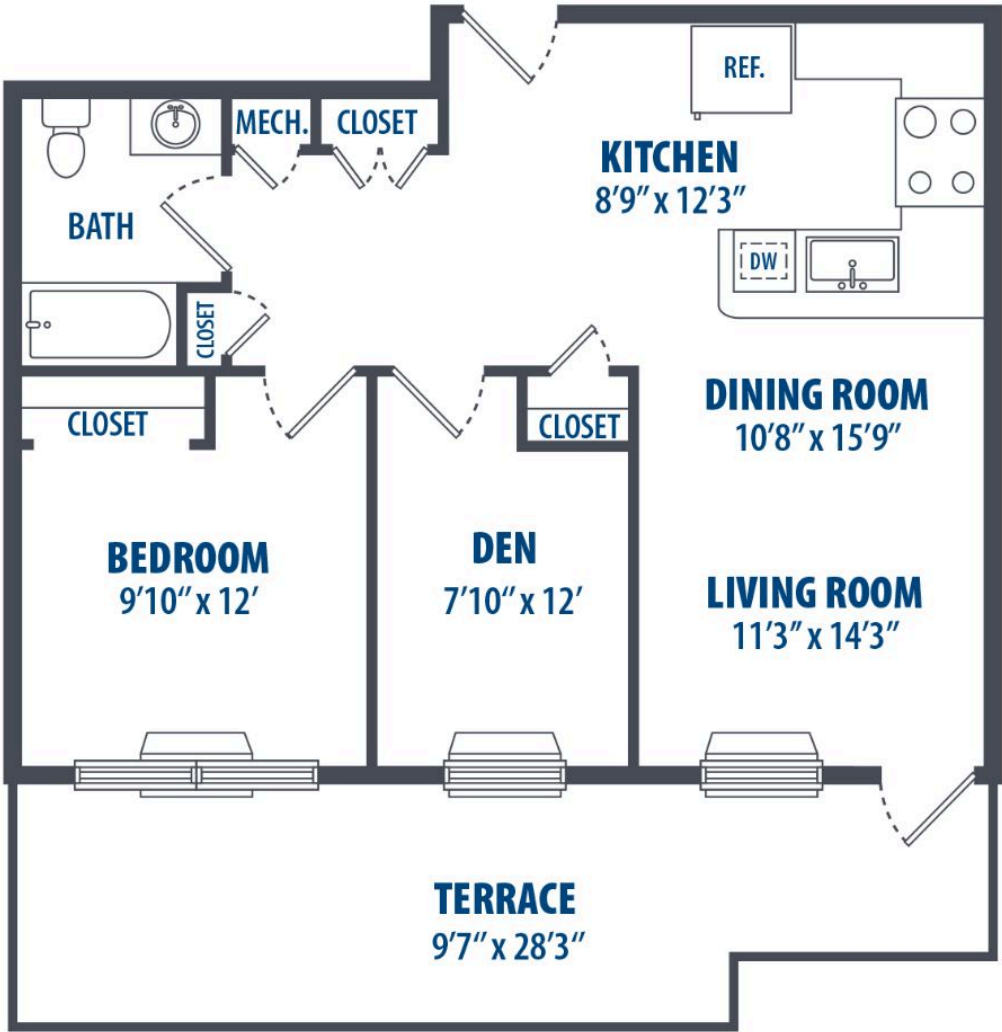 REF.
MECH.
CLOSET
KITCHEN
8’9” x 12’3”
BATH
DW
CLOSET
CLOSET
CLOSET
DINING ROOM
10’8” x 15’9”
BEDROOM
9’10” x 12’
DEN
7’10” x 12’
LIVING ROOM
11’3” x 14’3”
TERRACE
9’7” x 28’3”